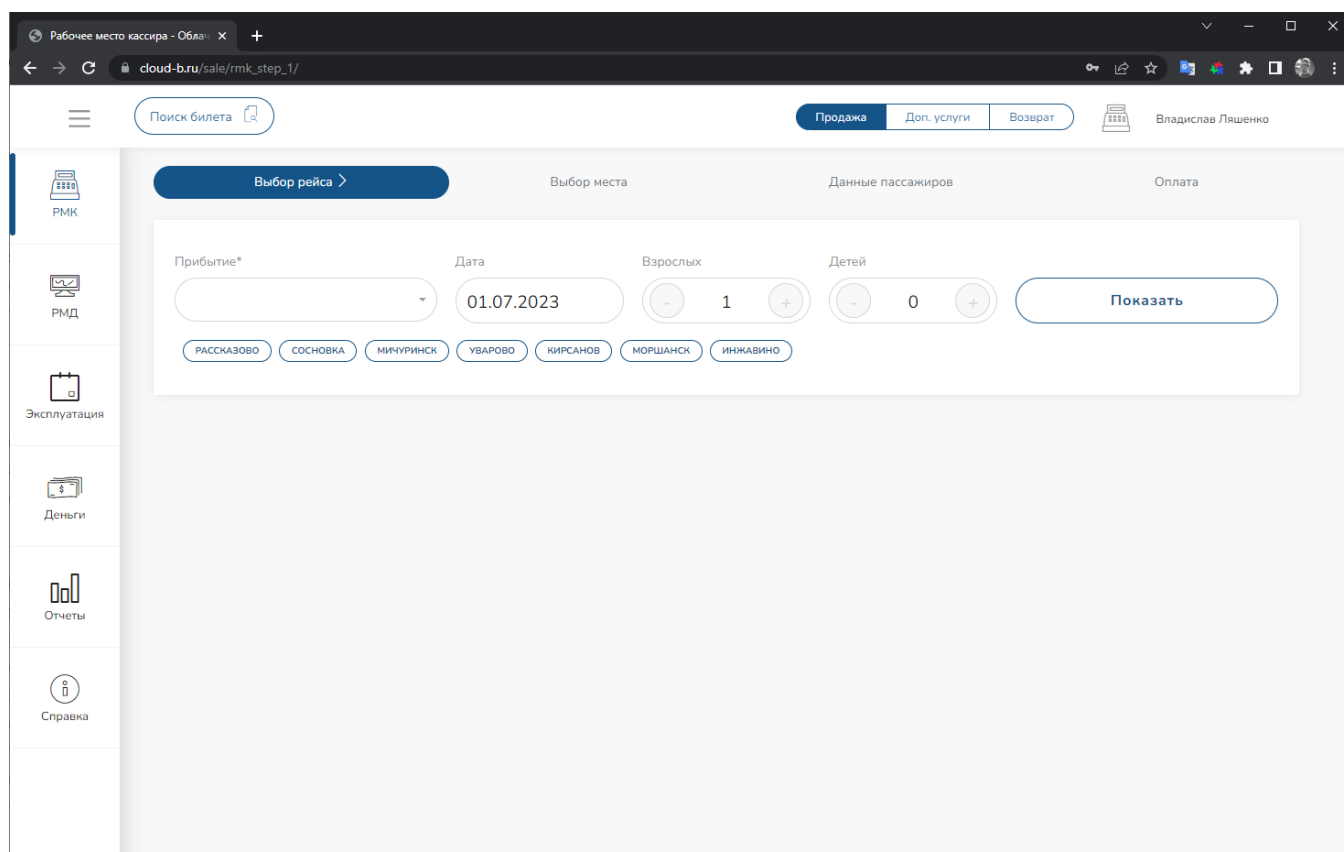 Рабочее место кассира - Облач
cloud-b.ru/sale/rmk_step_1/
Поиск билета
Продажа Доп. услуги Возврат
Владислав Ляшенко
РМК
РМД
Эксплуатация
Деньги
Отчеты
Справка
Выбор рейса Выбор места Данные пассажиров Оплата
Прибытие* Дата Взрослых Детей
01.07.2023 - 1 + - 0 + Показать
РАССКАЗОВО СОСНОВКА МИЧУРИНСК УВАРОВО КИРСАНОВ МОРШАНСК ИНЖАВИНО